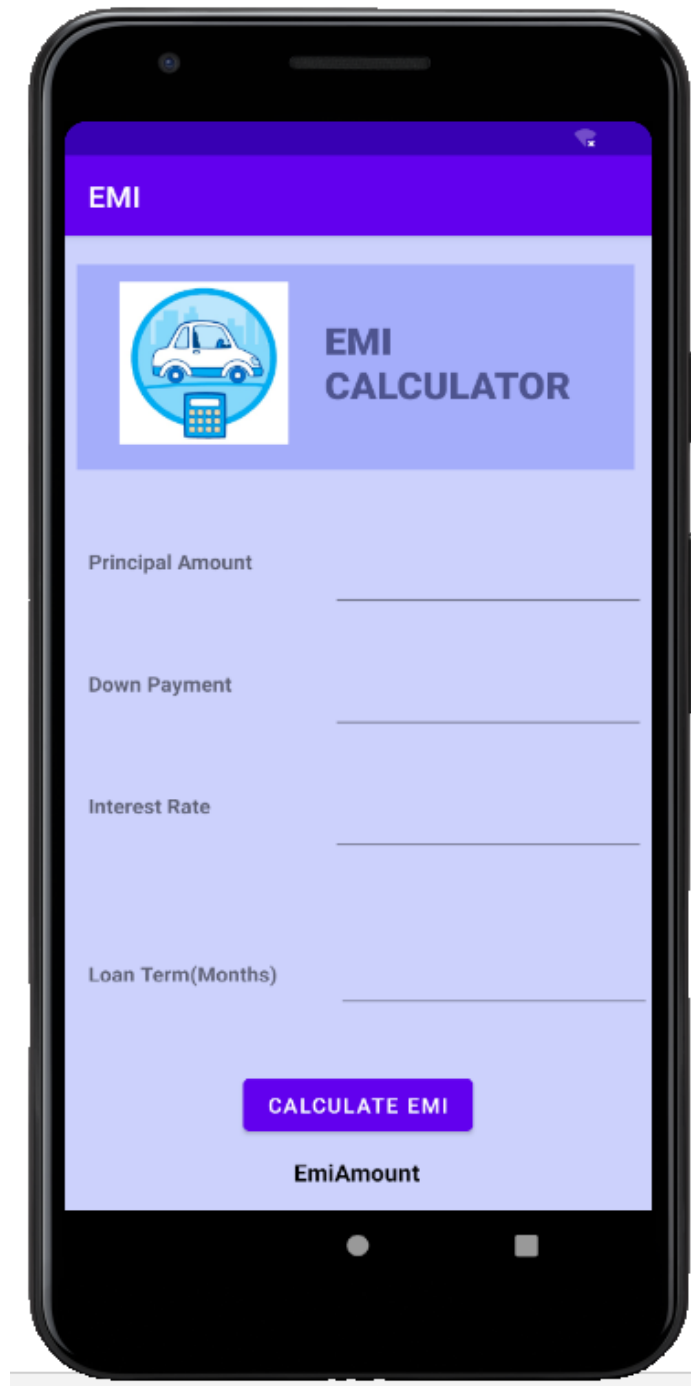 EMI
EMI
CALCULATOR
Principal Amount
Down Payment
Interest Rate
Loan Term(Months)
CALCULATE EMI
EmiAmount